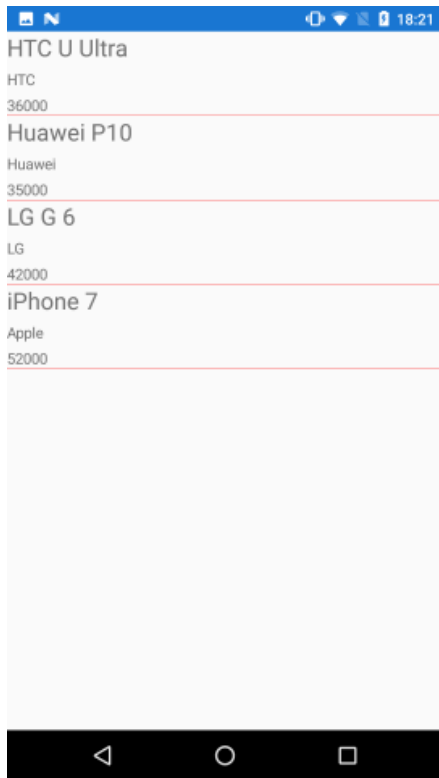 18:21
HTC U Ultra
HTC
36000
Huawei P10
Huawei
35000
LG G 6
LG
42000
iPhone 7
Apple
52000